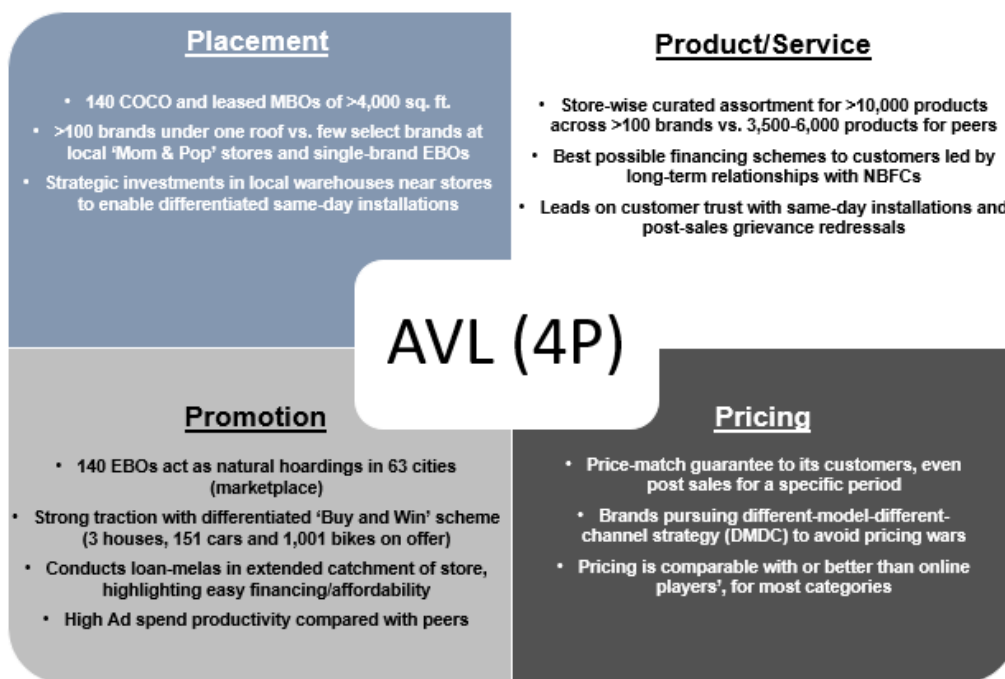 Placement
• 140 COCO and leased MBOs of >4,000 sq. ft.
• >100 brands under one roof vs. few select brands at
local ‘Mom & Pop’ stores and single-brand EBOs
• Strategic investments in local warehouses near stores
to enable differentiated same-day installations
Product/Service
• Store-wise curated assortment for >10,000 products
across >100 brands vs. 3,500-6,000 products for peers
• Best possible financing schemes to customers led by
long-term relationships with NBFCs
• Leads on customer trust with same-day installations and
post-sales grievance redressals
AVL (4P)
Promotion
• 140 EBOs act as natural hoardings in 63 cities
(marketplace)
• Strong traction with differentiated ‘Buy and Win’ scheme
(3 houses, 151 cars and 1,001 bikes on offer)
• Conducts loan-melas in extended catchment of store,
highlighting easy financing/affordability
• High Ad spend productivity compared with peers
Pricing
• Price-match guarantee to its customers, even
post sales for a specific period
• Brands pursuing different-model-different-
channel strategy (DMDC) to avoid pricing wars
• Pricing is comparable with or better than online
players’, for most categories